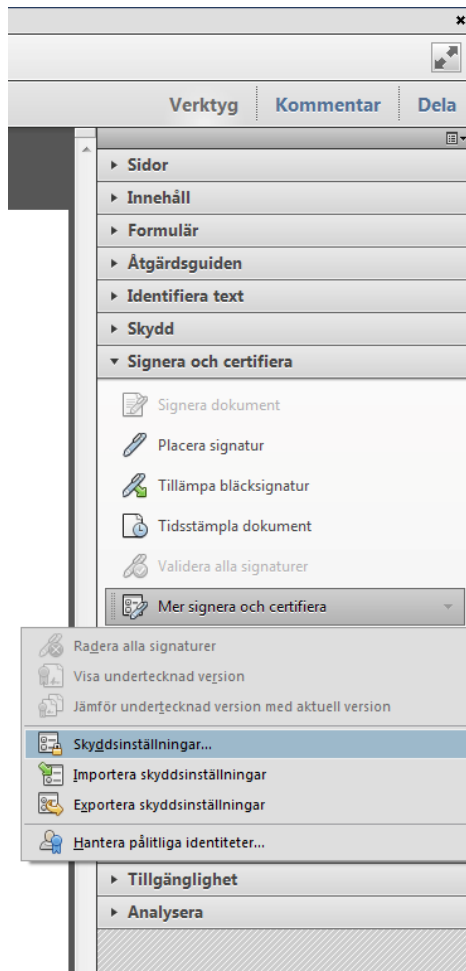 Verktyg Kommentar Dela
Sidor
Innehåll
Formulär
Åtgärdsguiden
Identifiera text
Skydd
Signera och certifiera
Signera dokument
Placera signatur
Tillämpa bläcksignatur
Tidsstämpla dokument
Validera alla signaturer
Mer signera och certifiera
Radera alla signaturer
Visa undertecknad version
Jämför undertecknad version med aktuell version
Skyddsinställningar...
Importera skyddsinställningar
Exportera skyddsinställningar
Hantera pålitliga identiteter...
Tillgänglighet
Analysera